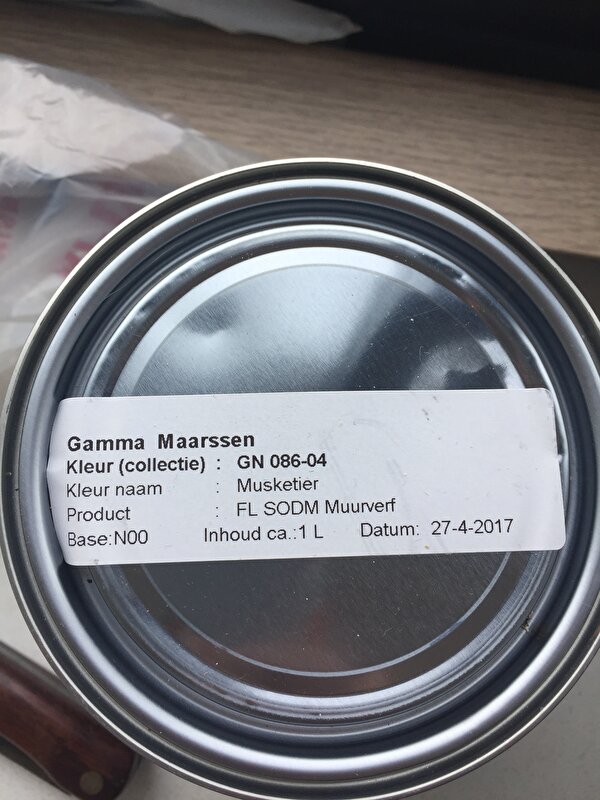 Gamma Maarssen
Kleur (collectie) : GN 086-04
Kleur naam : Musketier
Product : FL SODM Muurverf
Base:N00 Inhoud ca.:1 L Datum: 27-4-2017